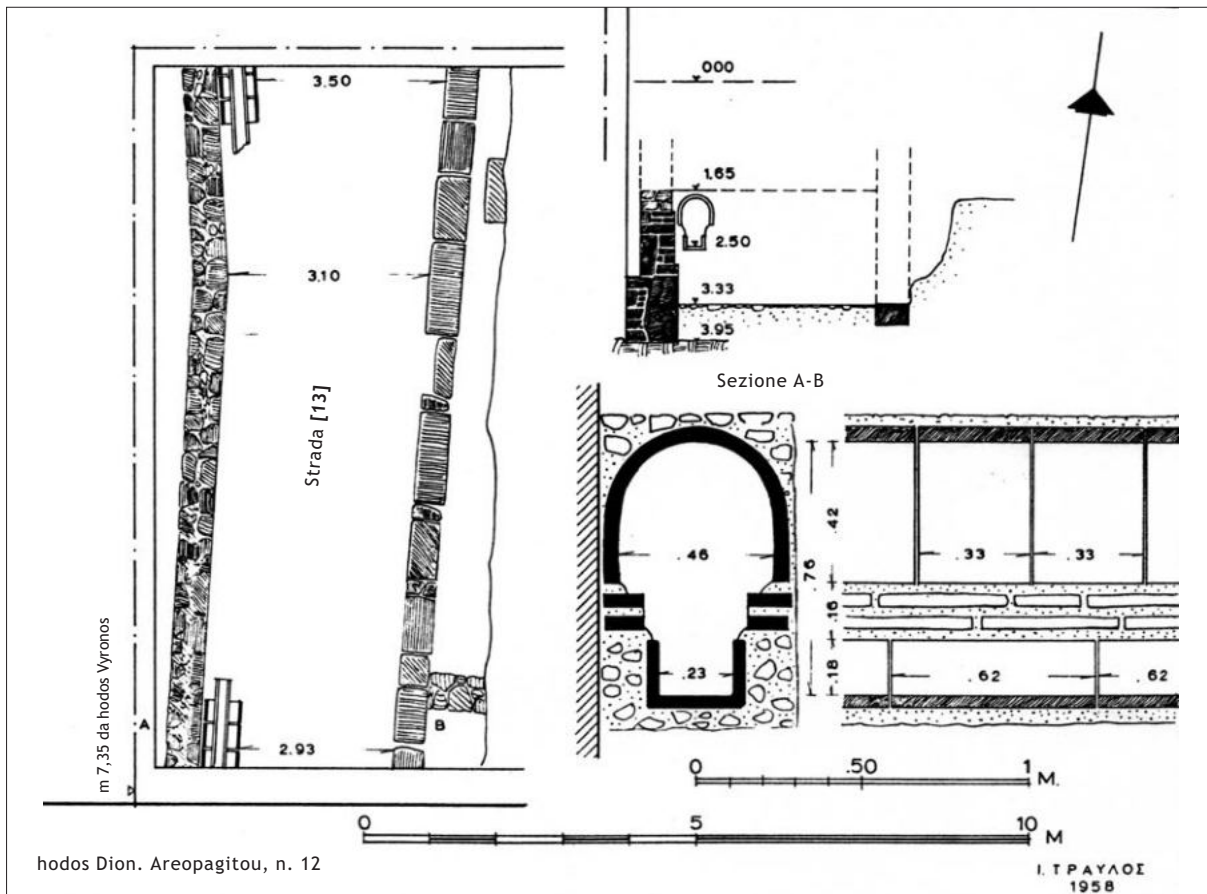 3.50
3.10
Strada [13]
2.93
A
B
m 7,35 da hodos Vyronos
000
1.65
2.50
3.33
3.95
Sezione A-B
.46
.23
.76
.42
.16
.18
.33
.33
.62
.62
0 .50 1 M.
0 5 10 M
hodos Dion. Areopagitou, n. 12
Ι. ΤΡΑΥΛΟΣ
1958